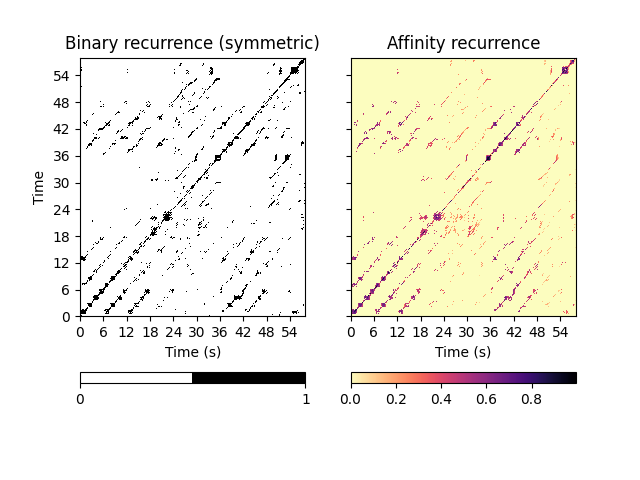 Binary recurrence (symmetric)
Affinity recurrence
Time
54
48
42
36
30
24
18
12
6
0
0 6 12 18 24 30 36 42 48 54
0 6 12 18 24 30 36 42 48 54
Time (s)
Time (s)
0 1
0.0 0.2 0.4 0.6 0.8